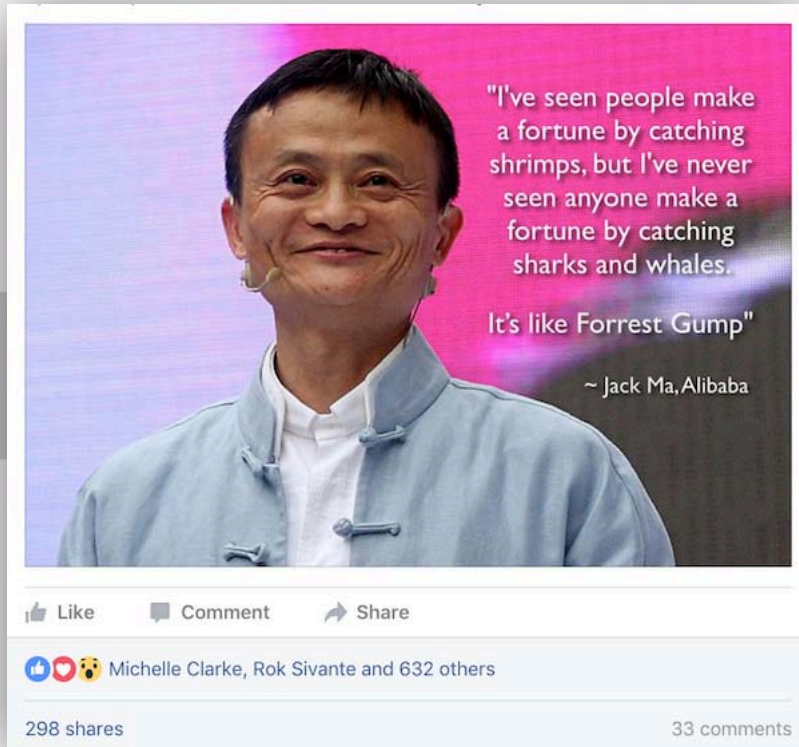 "I've seen people make
a fortune by catching
shrimps, but I've never
seen anyone make a
fortune by catching
sharks and whales.
It's like Forrest Gump"
~ Jack Ma, Alibaba
Like Comment Share
Michelle Clarke, Rok Sivante and 632 others
298 shares 33 comments